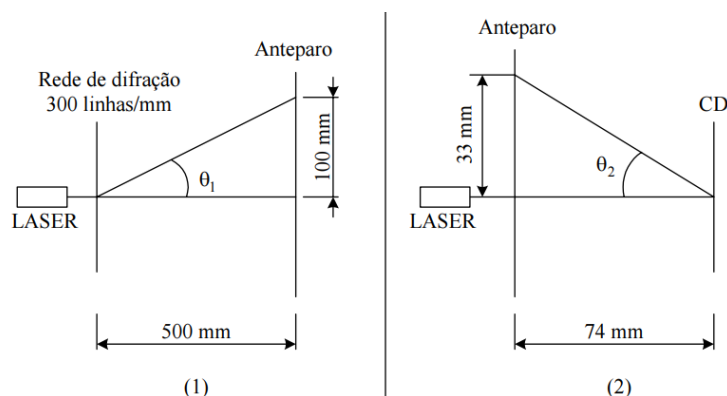 Anteparo
Rede de difração
300 linhas/mm
100 mm
θ1
LASER
500 mm
(1)
Anteparo
CD
33 mm
θ2
LASER
74 mm
(2)